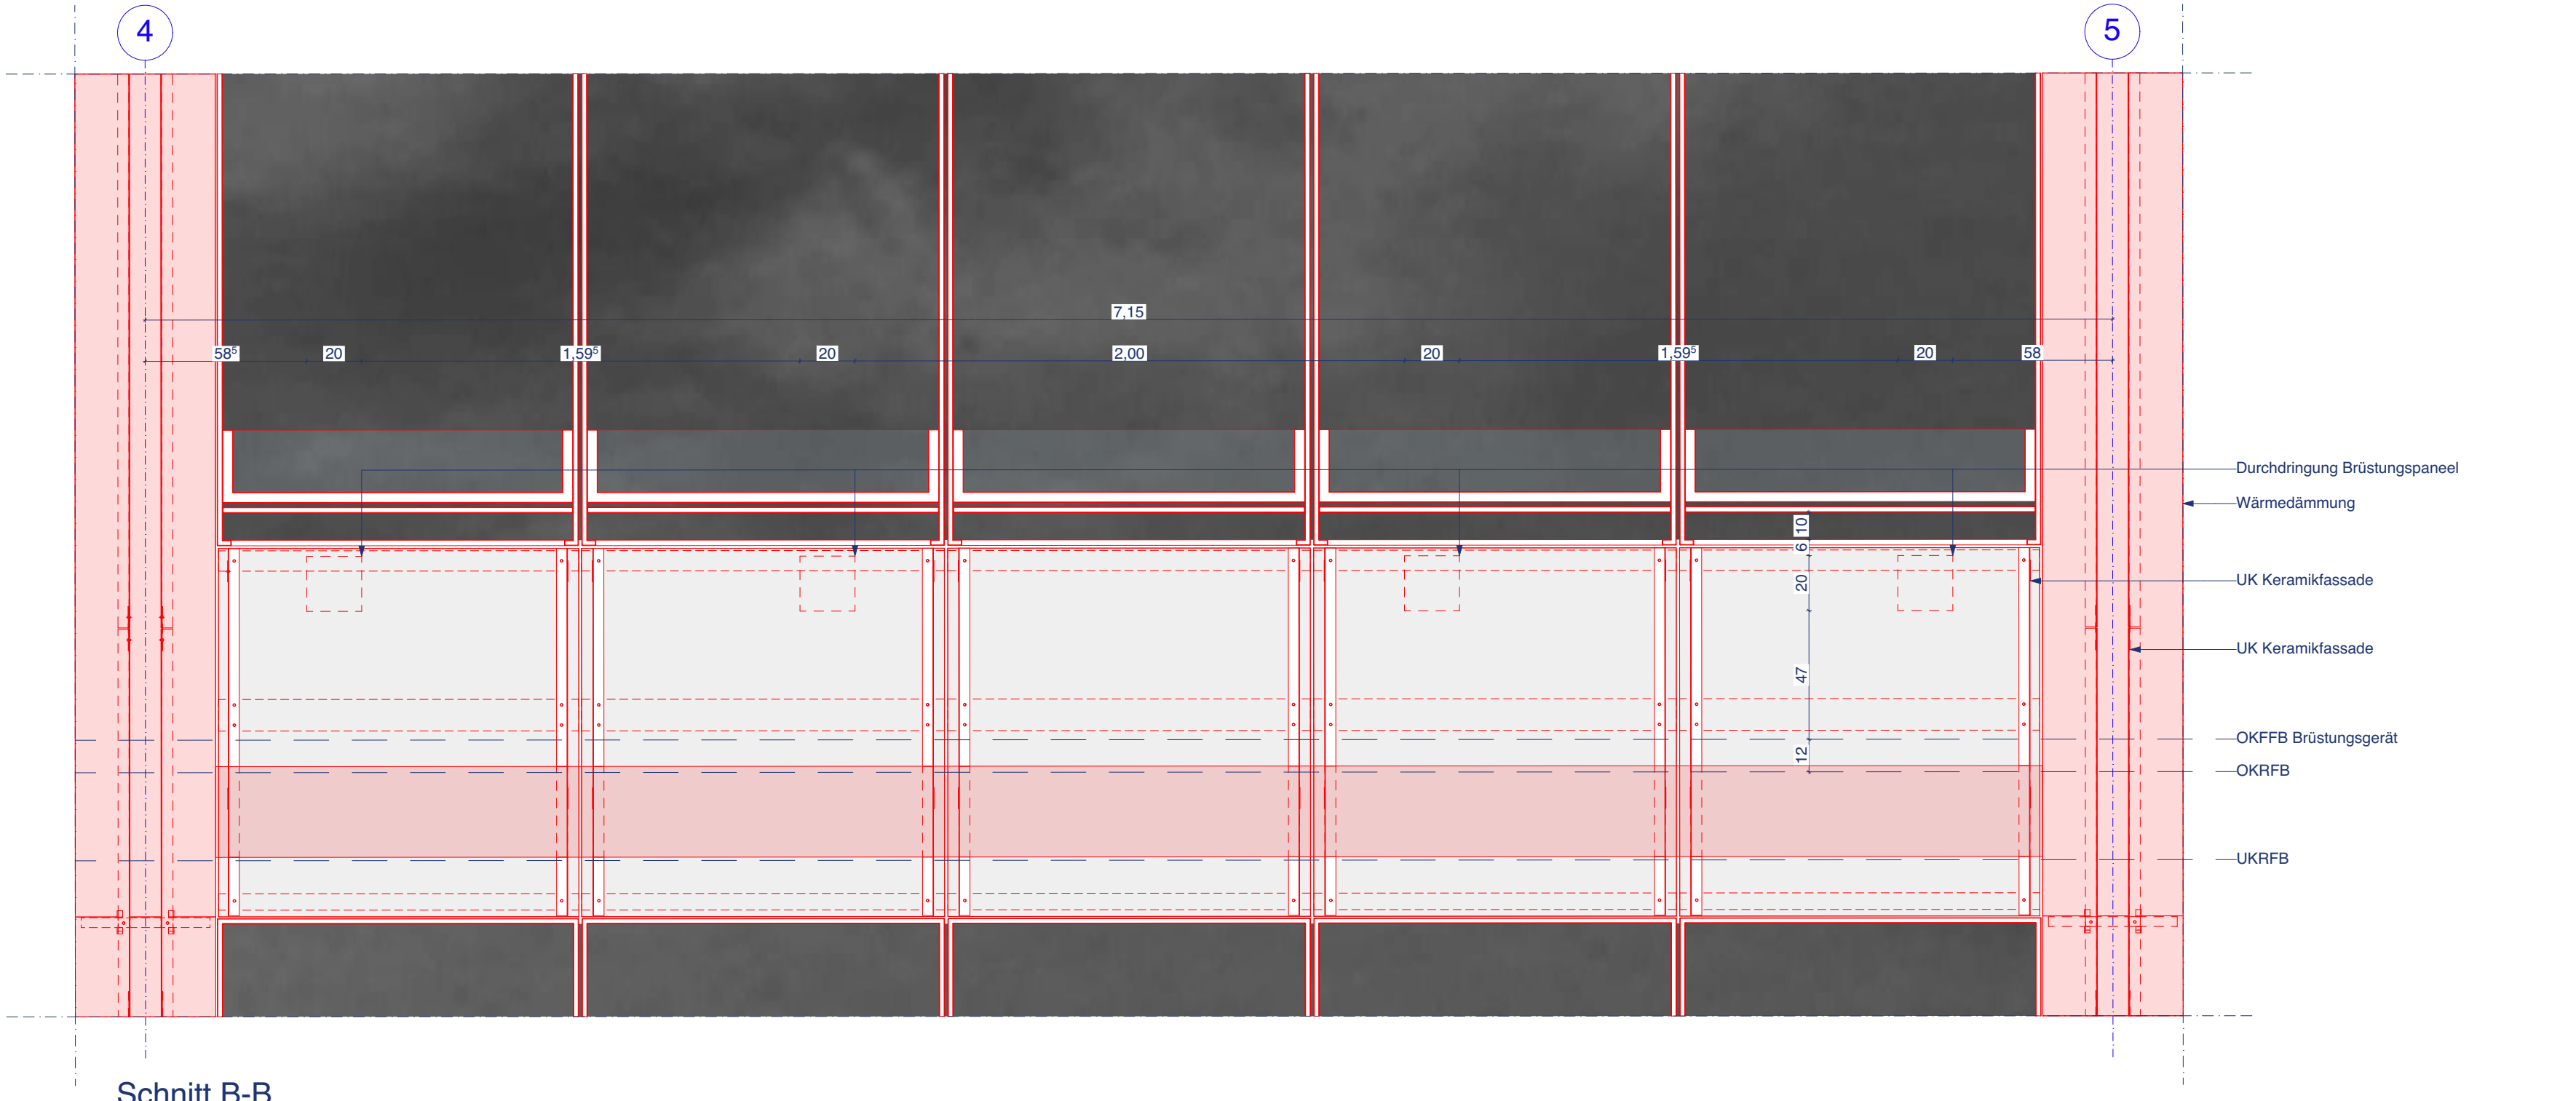 4
5
7,15
58⁵
20
1,59⁵
20
2,00
20
1,59⁵
20
58
Durchdringung Brüstungspaneel
Wärmedämmung
10
6
20
UK Keramikfassade
47
UK Keramikfassade
OKFFB Brüstungsgerät
12
OKRFB
UKRFB
Schnitt B-B